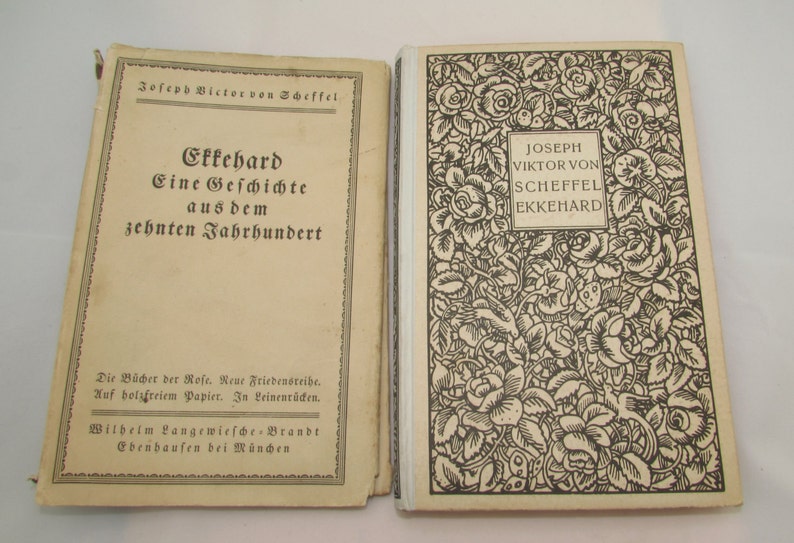 Joseph Victor von Scheffel
Ekkehard
Eine Geschichte
aus dem
zehnten Jahrhundert
Die Bücher der Rose. Neue Friedensreihe.
Auf holzfreiem Papier. In Leinenrücken.
Wilhelm Langewiesche-Brandt
Ebenhausen bei München
JOSEPH
VIKTOR VON
SCHEFFEL
EKKEHARD